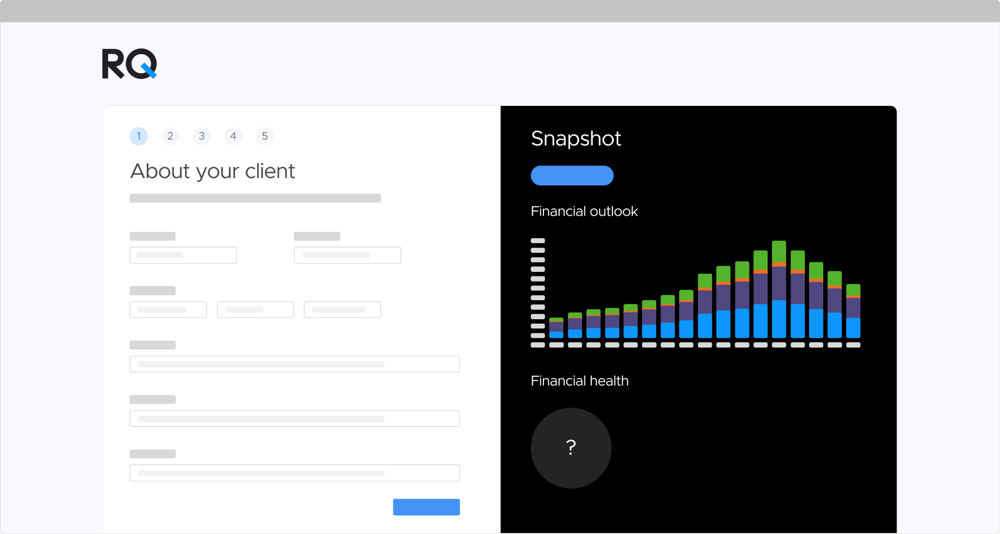 RQ
1 2 3 4 5
About your client
Snapshot
Financial outlook
Financial health
?